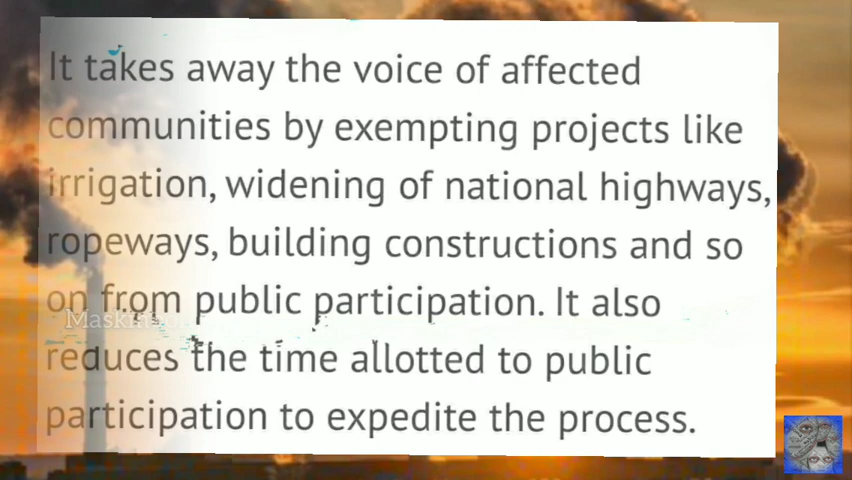 It takes away the voice of affected
communities by exempting projects like
irrigation, widening of national highways,
ropeways, building constructions and so
on from public participation. It also
reduces the time allotted to public
participation to expedite the process.